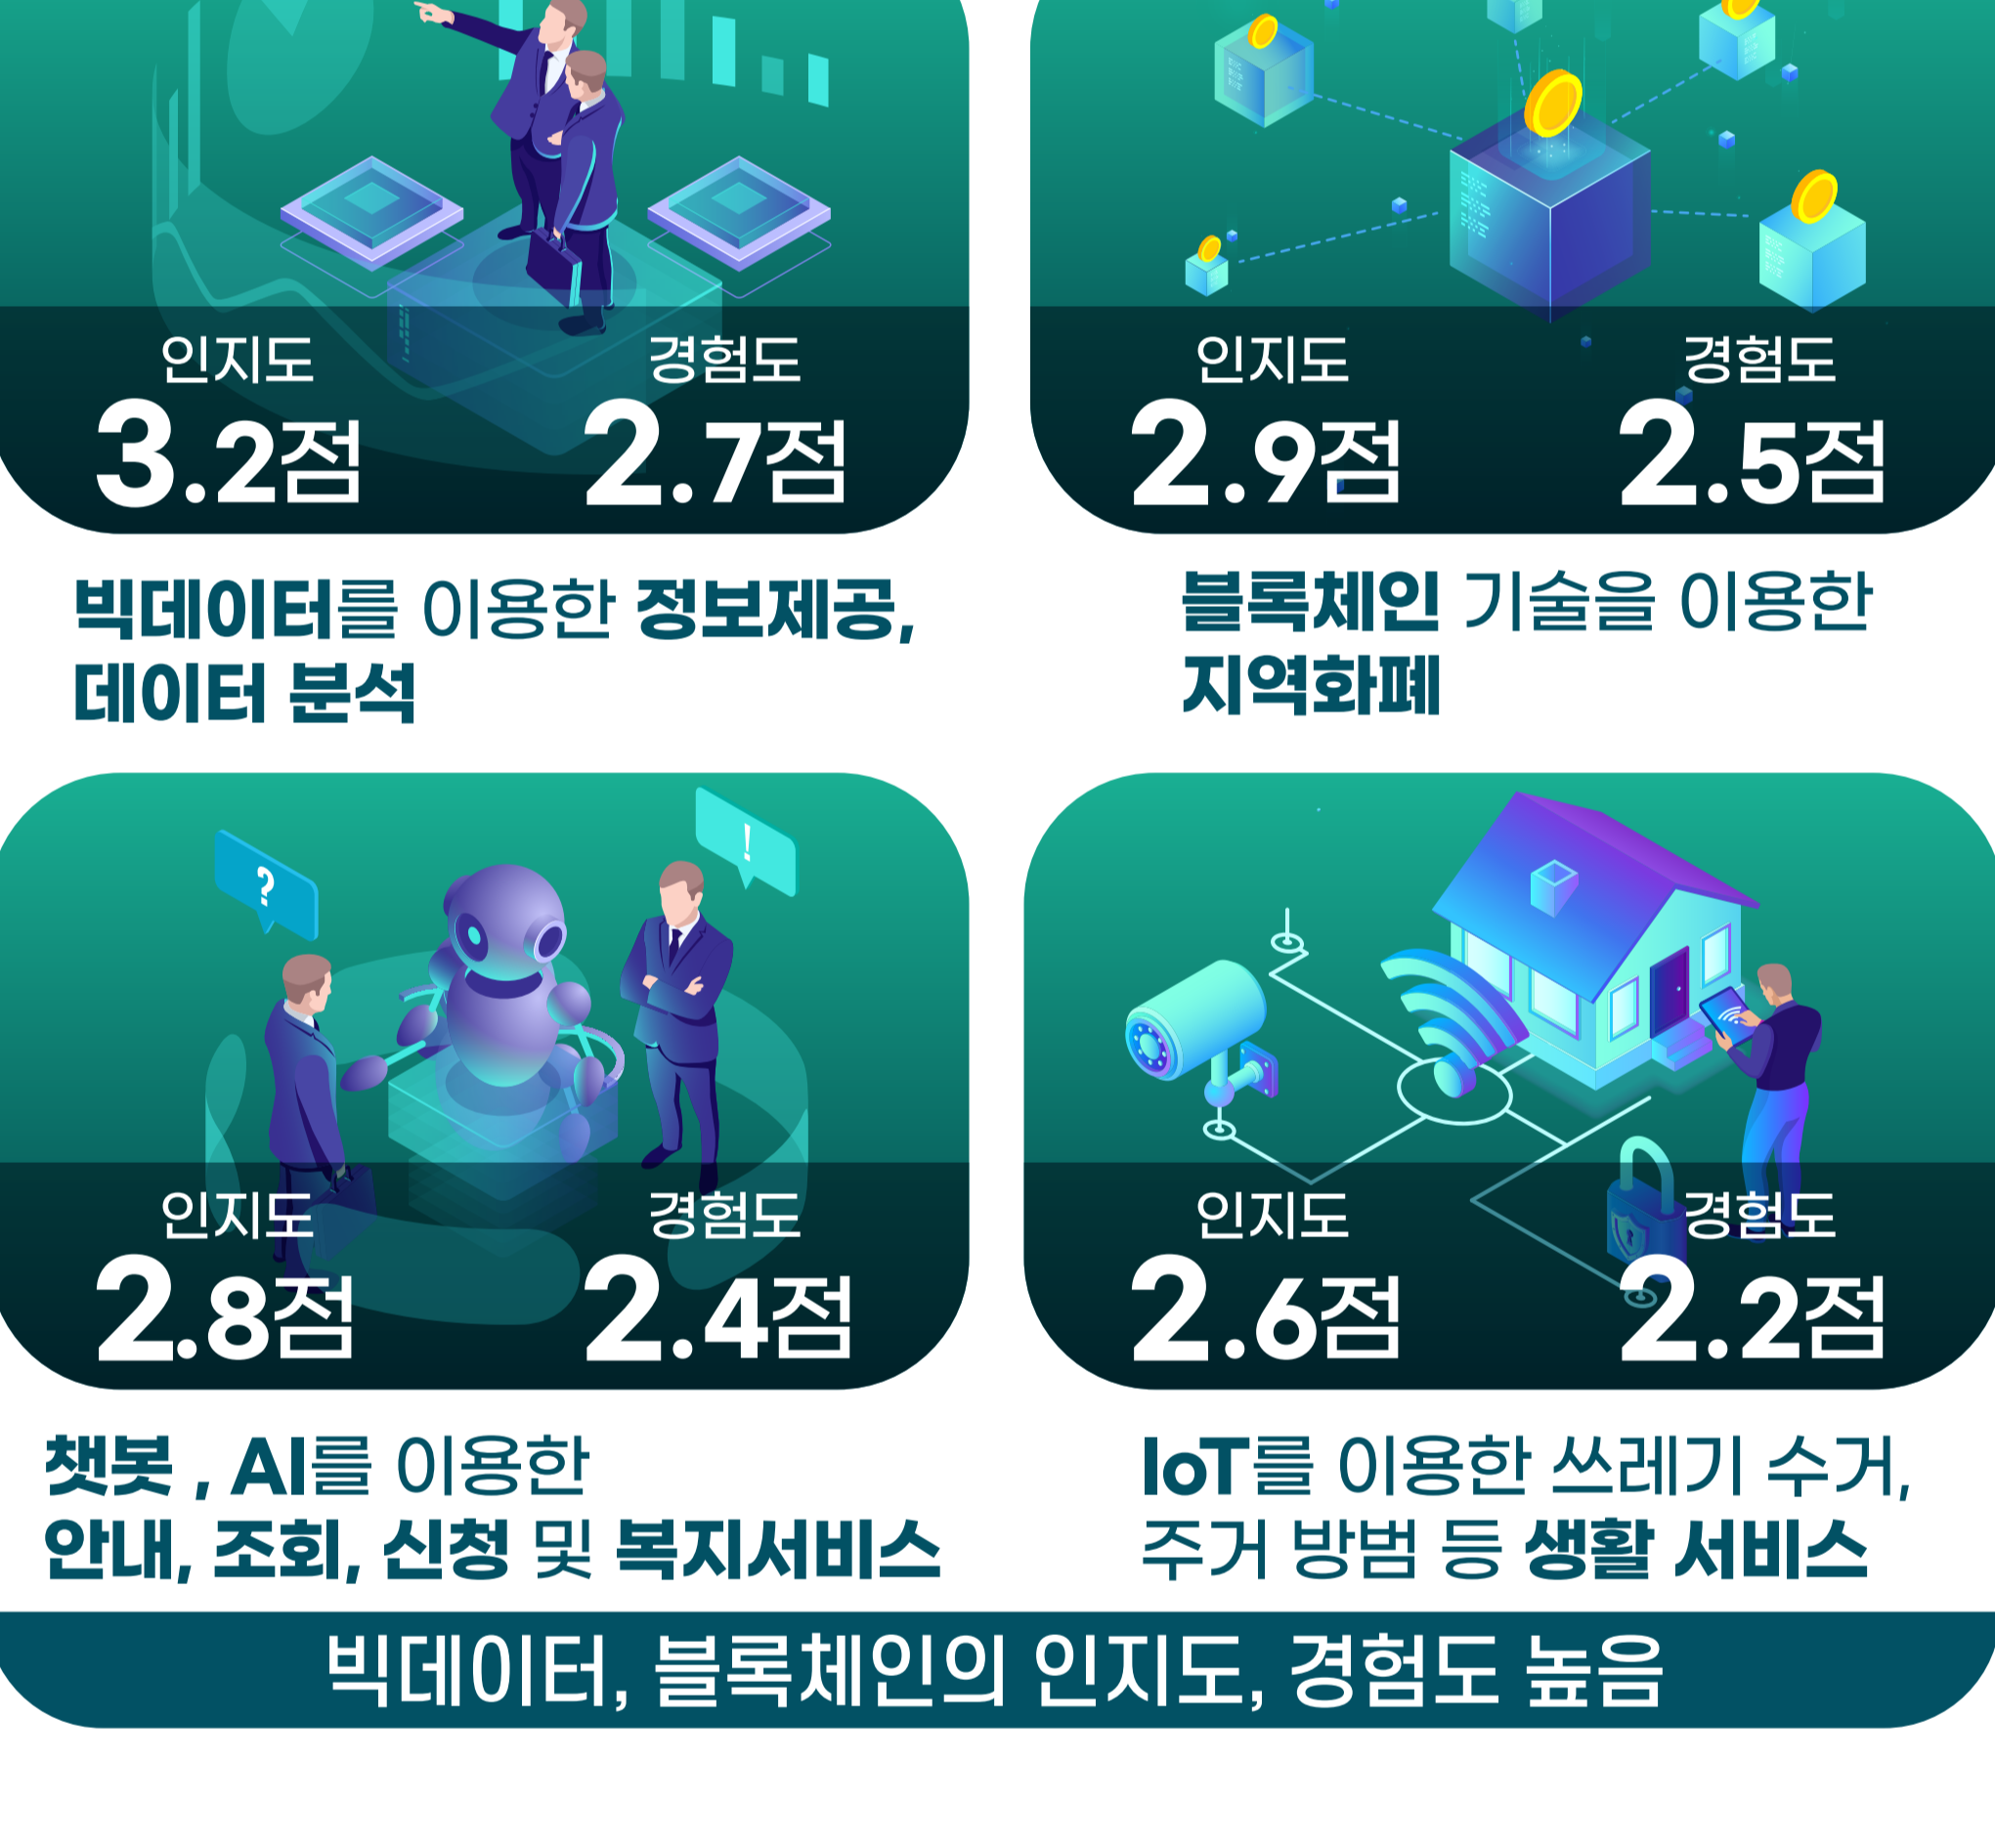 인지도 경험도
3.2점 2.7점
인지도 경험도
2.9점 2.5점
빅데이터를 이용한 정보제공,
데이터 분석
블록체인 기술을 이용한
지역화폐
?
!
인지도 경험도
2.8점 2.4점
인지도 경험도
2.6점 2.2점
챗봇 , AI를 이용한
안내, 조회, 신청 및 복지서비스
IoT를 이용한 쓰레기 수거,
주거 방범 등 생활 서비스
빅데이터, 블록체인의 인지도, 경험도 높음